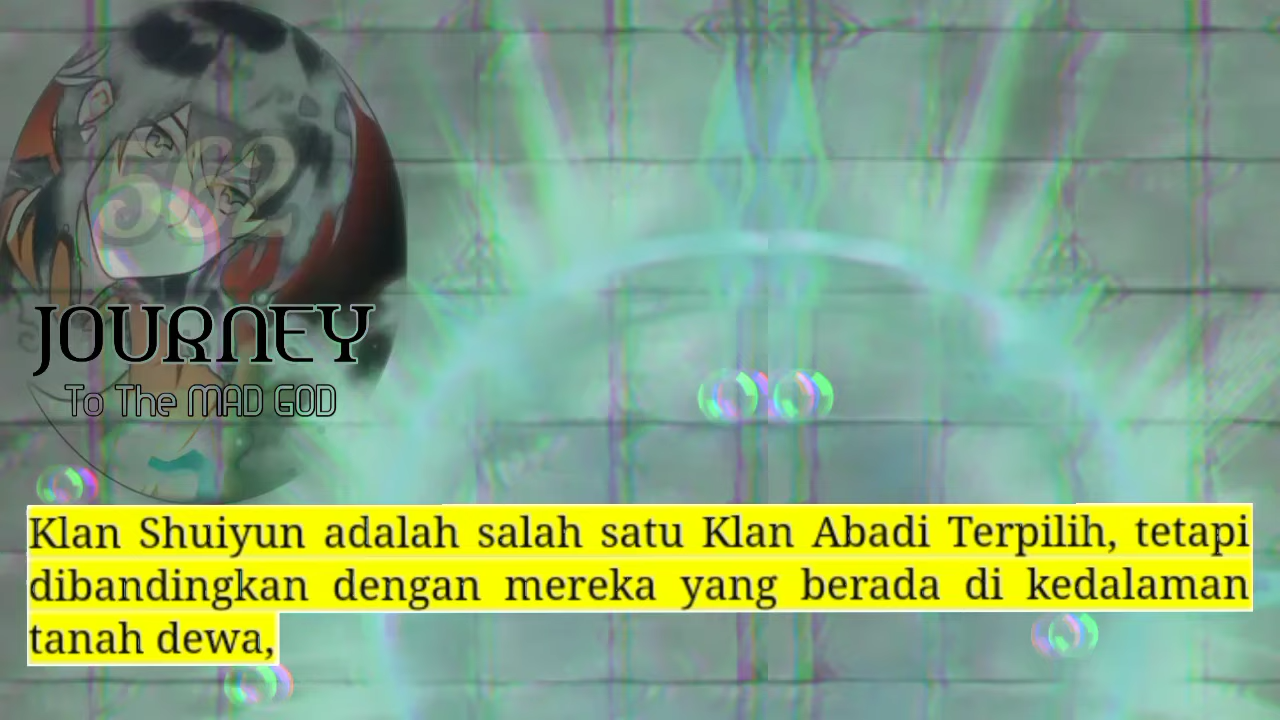 562
JOURNEY
To The MAD GOD
Klan Shuiyun adalah salah satu Klan Abadi Terpilih, tetapi
dibandingkan dengan mereka yang berada di kedalaman
tanah dewa,